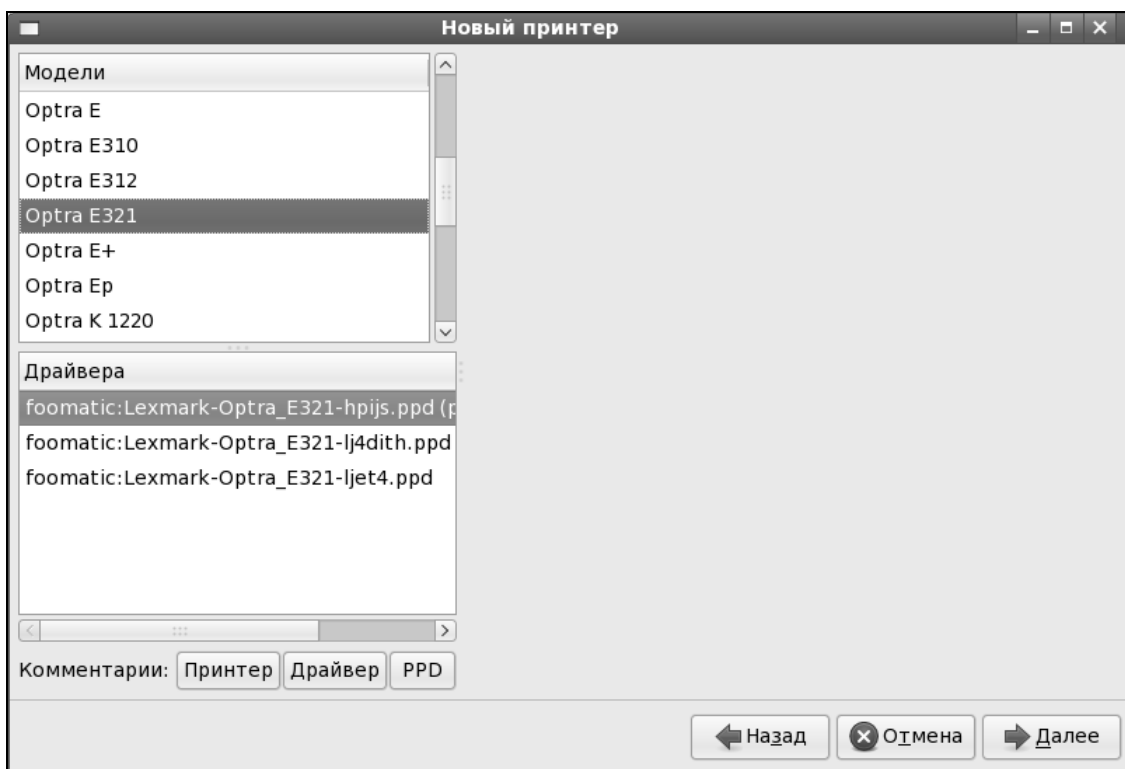 Новый принтер
Модели
Optra E
Optra E310
Optra E312
Optra E321
Optra E+
Optra Ep
Optra K 1220
Драйвера
foomatic:Lexmark-Optra_E321-hpijs.ppd (р
foomatic:Lexmark-Optra_E321-lj4dith.ppd
foomatic:Lexmark-Optra_E321-ljet4.ppd
Комментарии: Принтер Драйвер PPD
Назад Отмена Далее